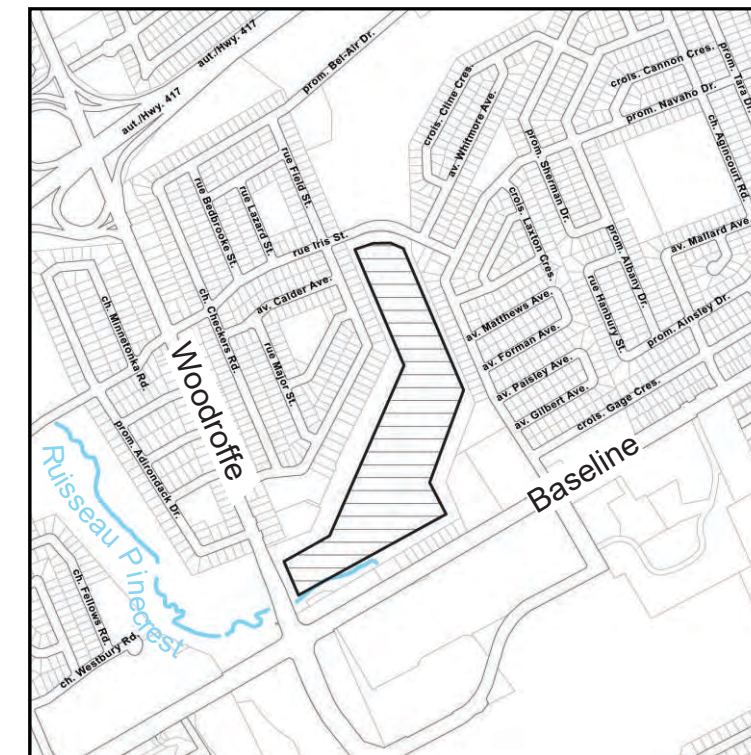 aut./Hwy. 417
aut./Hwy. 417
prom. Bel-Air Dr.
crois. Cline Cres.
av. Whitmore Ave.
crois. Cannon Cres.
prom. Navaho Dr.
prom. Tara
ch. Agincourt Rd.
prom. Sherman Dr.
av. Mallard Ave
rue Field St.
rue Lazard St.
rue Bedbrooke St.
rue Iris St.
crois. Laxton Cres.
prom. Albany Dr.
rue Hanbury St.
prom. Ainsley Dr.
av. Calder Ave.
ch. Checkers Rd.
ch. Minnetonka Rd.
rue Major St.
av. Matthews Ave.
av. Forman Ave.
av. Paisley Ave.
av. Gilbert Ave.
crois. Gage Cres.
Woodroffe
Baseline
prom. Adirondack Dr.
Ruisseau Pinecrest
ch. Fellows Rd.
ch. Westbury Rd.